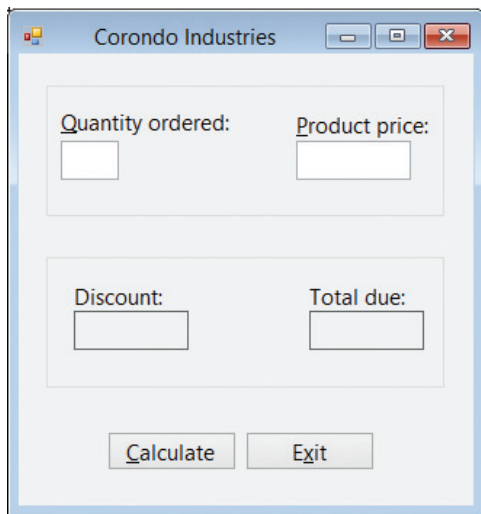 Corondo Industries
Quantity ordered: Product price:
Discount: Total due:
Calculate Exit